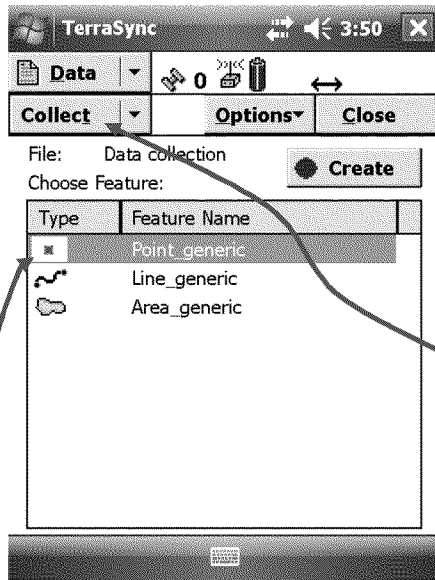 TerraSync 3:50
Data 0
Collect Options Close
File: Data collection
Create
Choose Feature:
Type Feature Name
Point_generic
Line_generic
Area_generic